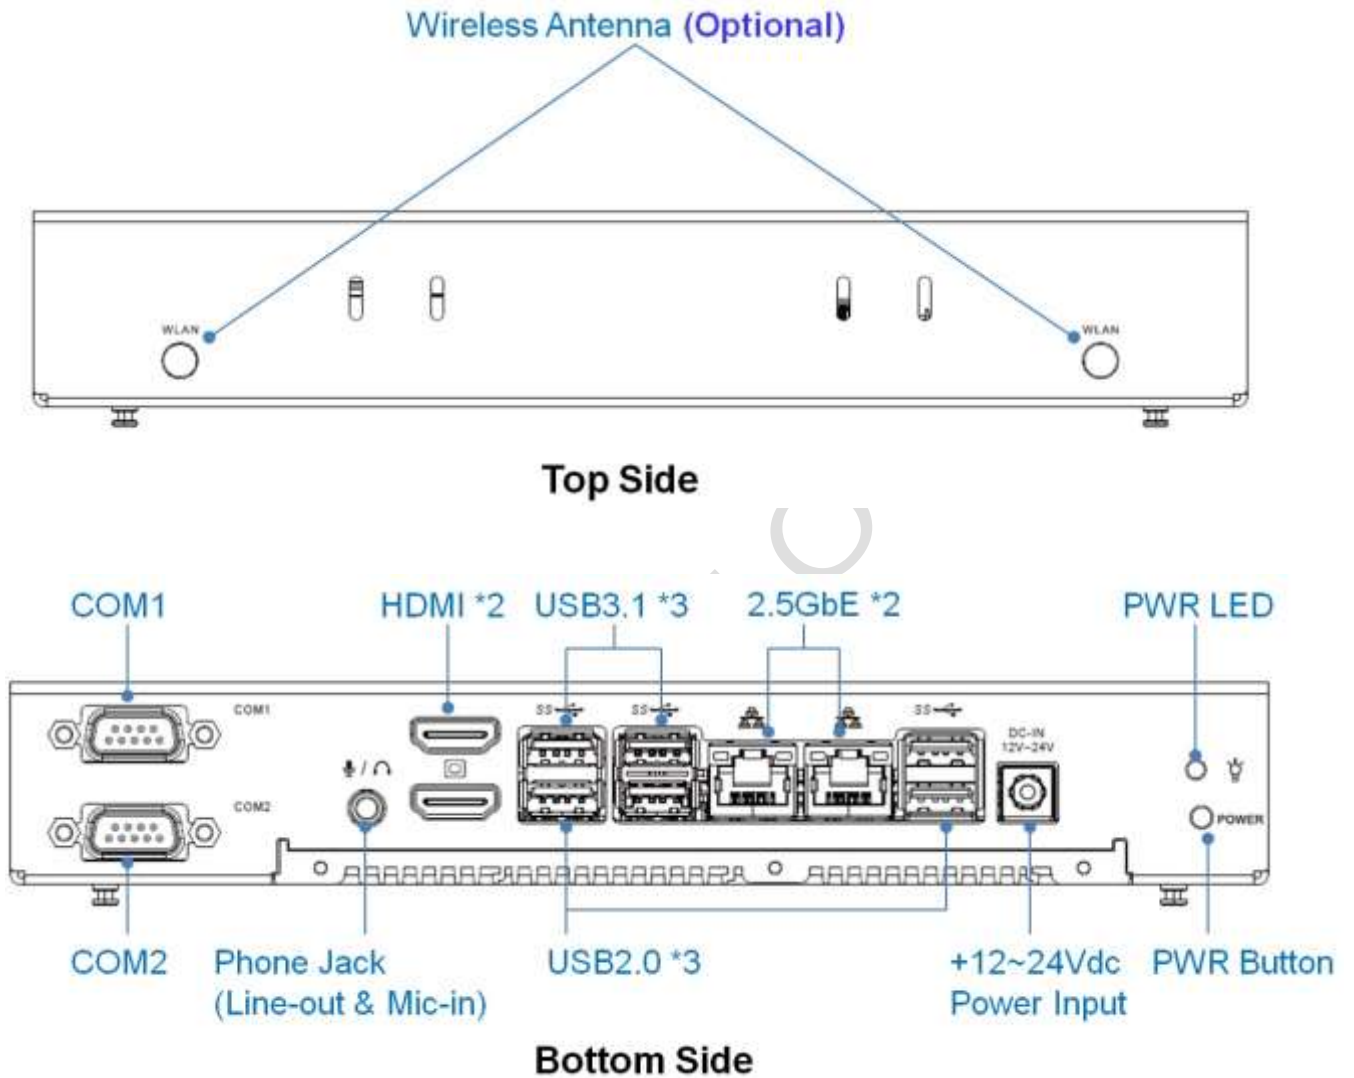 Wireless Antenna (Optional)
WLAN
WLAN
Top Side
COM1
HDMI *2
USB3.1 *3
2.5GbE *2
PWR LED
COM1
SS
SS
SS
DC-IN
12V~24V
/
COM2
POWER
COM2
Phone Jack
(Line-out & Mic-in)
USB2.0 *3
+12~24Vdc
Power Input
PWR Button
Bottom Side